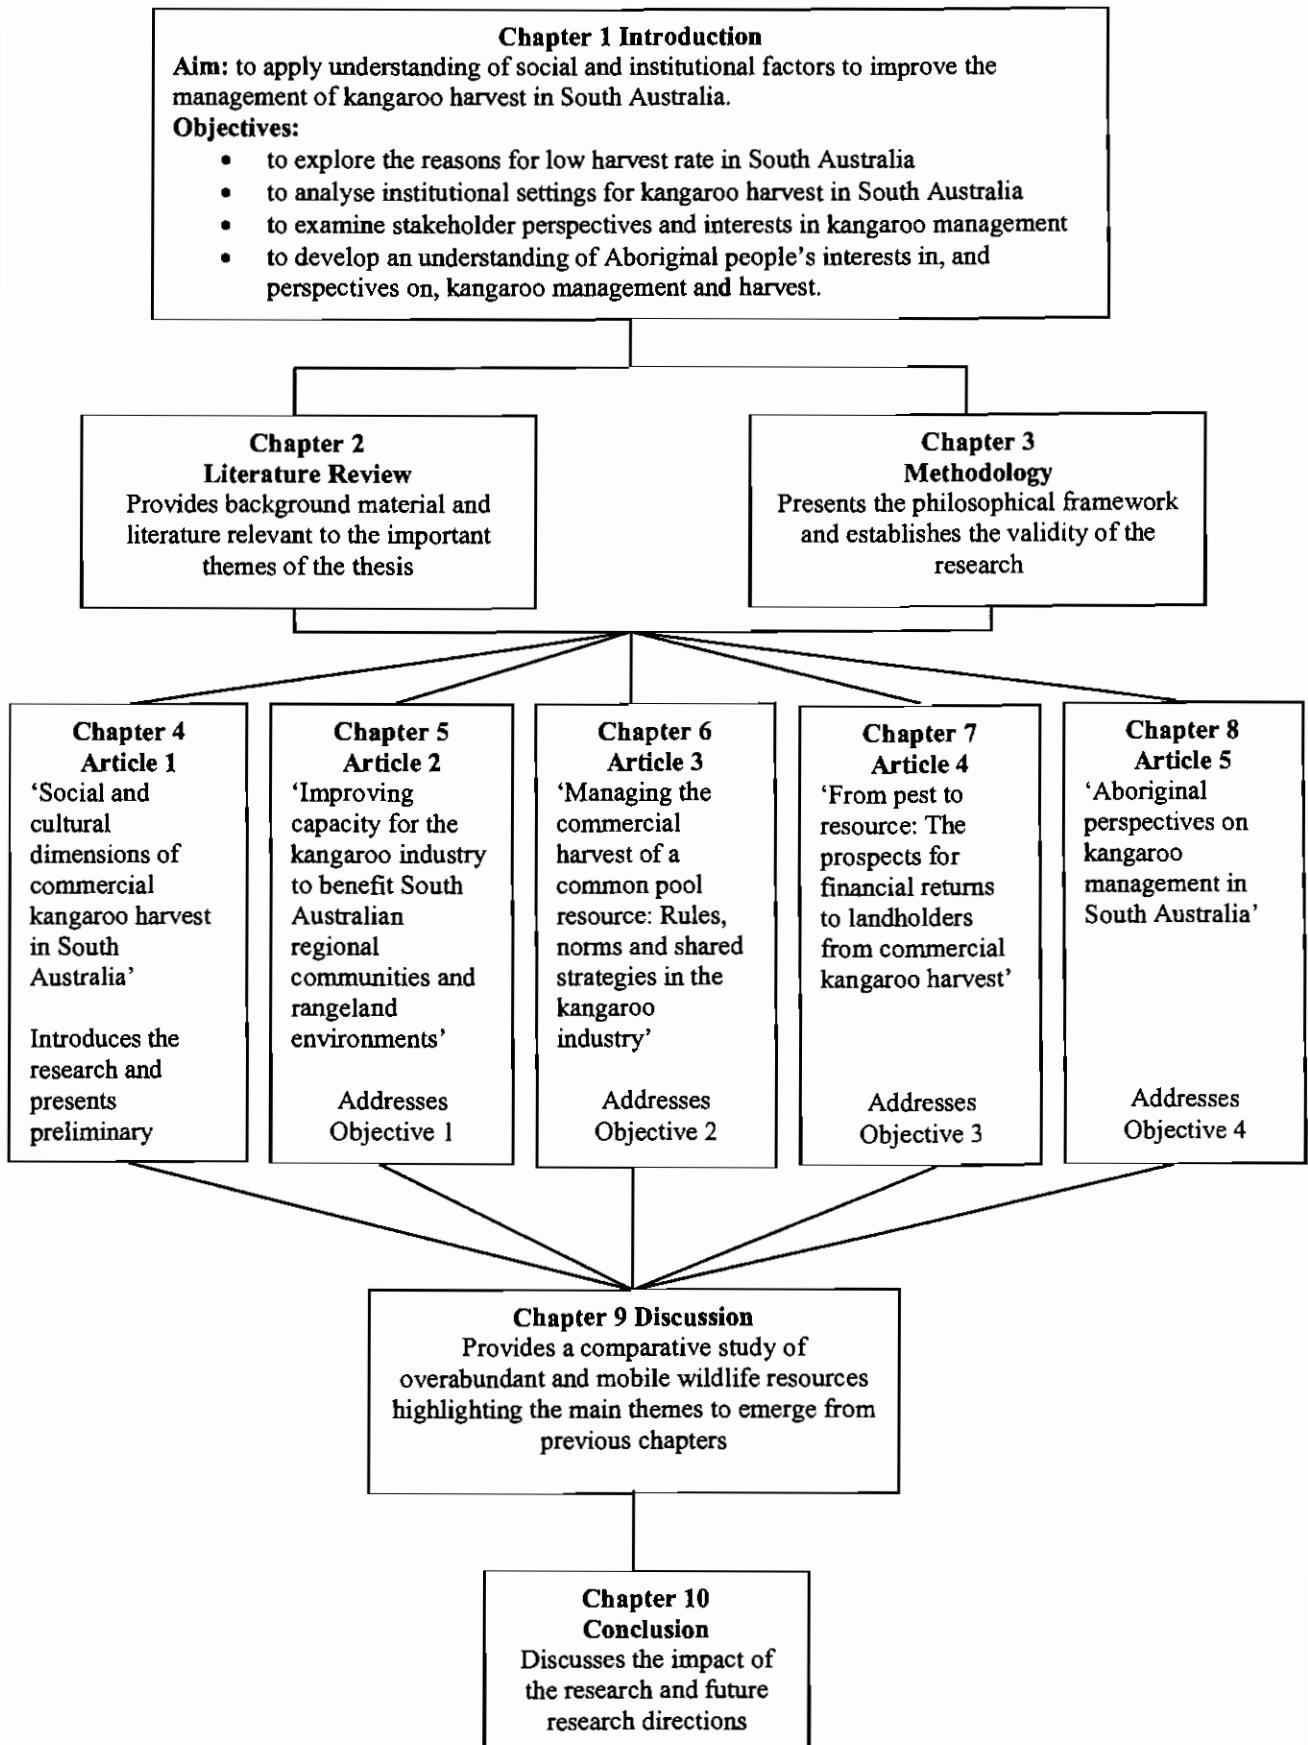 Chapter 1 Introduction
Aim: to apply understanding of social and institutional factors to improve the
management of kangaroo harvest in South Australia.
Objectives:
• to explore the reasons for low harvest rate in South Australia
• to analyse institutional settings for kangaroo harvest in South Australia
• to examine stakeholder perspectives and interests in kangaroo management
• to develop an understanding of Aboriginal people's interests in, and
perspectives on, kangaroo management and harvest.
Chapter 2
Literature Review
Provides background material and
literature relevant to the important
themes of the thesis
Chapter 3
Methodology
Presents the philosophical framework
and establishes the validity of the
research
Chapter 4
Article 1
‘Social and
cultural
dimensions of
commercial
kangaroo harvest
in South
Australia’
Introduces the
research and
presents
preliminary
Chapter 5
Article 2
‘Improving
capacity for the
kangaroo industry
to benefit South
Australian
regional
communities and
rangeland
environments’
Addresses
Objective 1
Chapter 6
Article 3
‘Managing the
commercial
harvest of a
common pool
resource: Rules,
norms and shared
strategies in the
kangaroo
industry’
Addresses
Objective 2
Chapter 7
Article 4
‘From pest to
resource: The
prospects for
financial returns
to landholders
from commercial
kangaroo harvest’
Addresses
Objective 3
Chapter 8
Article 5
‘Aboriginal
perspectives on
kangaroo
management in
South Australia’
Addresses
Objective 4
Chapter 9 Discussion
Provides a comparative study of
overabundant and mobile wildlife resources
highlighting the main themes to emerge from
previous chapters
Chapter 10
Conclusion
Discusses the impact of
the research and future
research directions